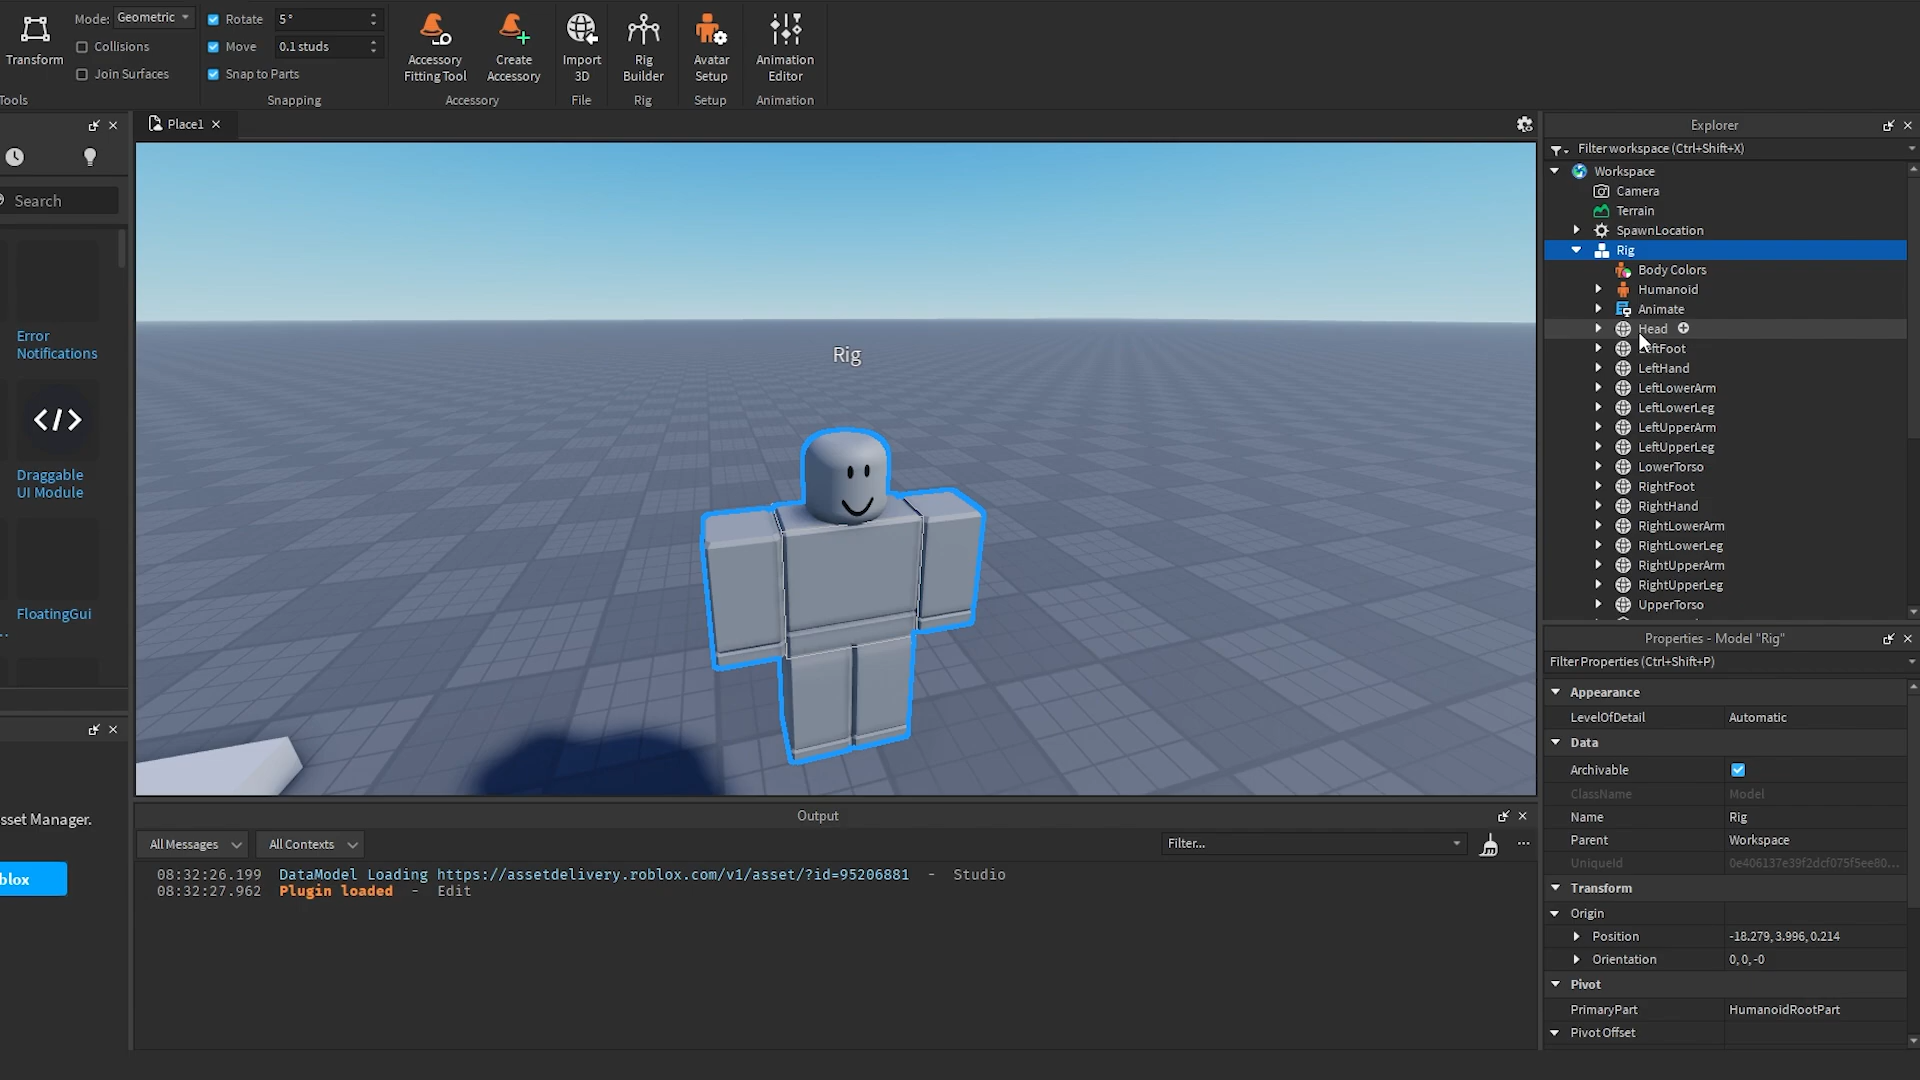 Mode: Geometric
Rotate 5 °
Transform
Collisions
Move 0.1 studs
Join Surfaces
Snap to Parts
Tools
Snapping
Accessory Fitting Tool
Create Accessory
Accessory
Import 3D
File
Rig Builder
Rig
Avatar Setup
Setup
Animation Editor
Animation
Place1
Search
Error Notifications
Draggable UI Module
FloatingGui
...
sset Manager.
blox
Rig
Explorer
Filter workspace (Ctrl+Shift+X)
Workspace
Camera
Terrain
SpawnLocation
Rig
Body Colors
Humanoid
Animate
Head
LeftFoot
LeftHand
LeftLowerArm
LeftLowerLeg
LeftUpperArm
LeftUpperLeg
LowerTorso
RightFoot
RightHand
RightLowerArm
RightLowerLeg
RightUpperArm
RightUpperLeg
UpperTorso
Properties - Model "Rig"
Filter Properties (Ctrl+Shift+P)
Appearance
LevelOfDetail Automatic
Data
Archivable
ClassName Model
Name Rig
Parent Workspace
UniqueId 0e406137e39f2dcf075f5ee80...
Transform
Origin
Position -18.279, 3.996, 0.214
Orientation 0, 0, -0
Pivot
PrimaryPart HumanoidRootPart
Pivot Offset
Output
All Messages All Contexts Filter... ...
08:32:26.199 DataModel Loading https://assetdelivery.roblox.com/v1/asset/?id=95206881 - Studio
08:32:27.962 Plugin loaded - Edit